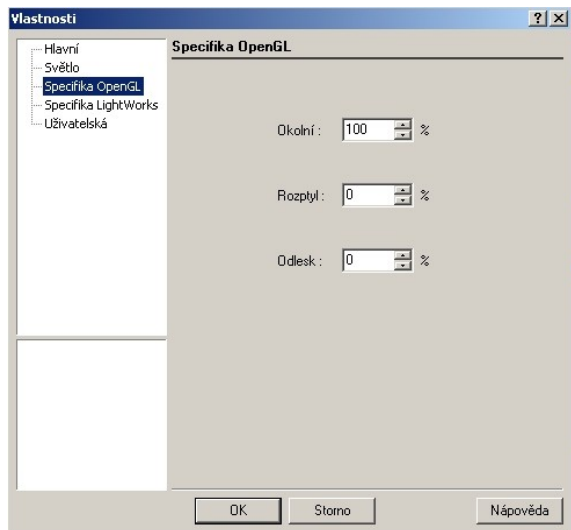 Vlastnosti
Hlavní
Světlo
Specifika OpenGL
Specifika LightWorks
Uživatelská
Specifika OpenGL
Okolní : 100 %
Rozptyl : 0 %
Odlesk : 0 %
OK Storno Nápověda